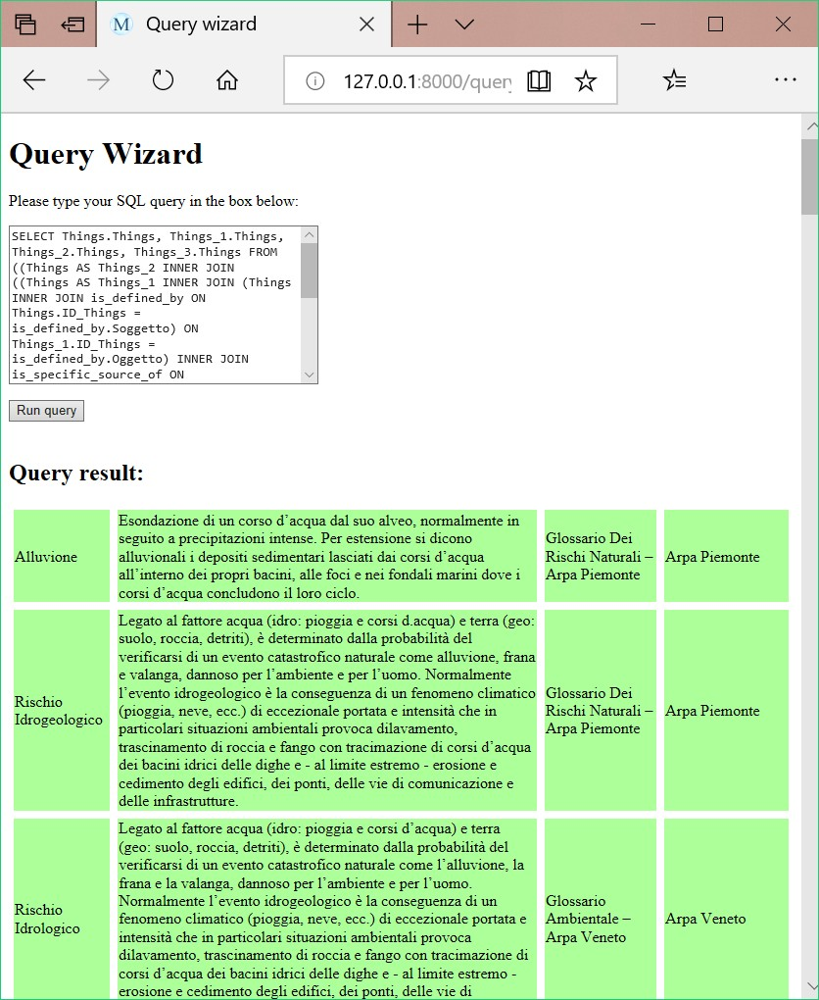 M Query wizard
127.0.0.1:8000/query
Query Wizard
Please type your SQL query in the box below:
SELECT Things.Things, Things_1.Things,
Things_2.Things, Things_3.Things FROM
((Things AS Things_2 INNER JOIN
((Things AS Things_1 INNER JOIN (Things
INNER JOIN is_defined_by ON
Things.ID_Things =
is_defined_by.Soggetto) ON
Things_1.ID_Things =
is_defined_by.Oggetto) INNER JOIN
is_specific_source_of ON
Run query
Query result:
Alluvione
Esondazione di un corso d’acqua dal suo alveo, normalmente in
seguito a precipitazioni intense. Per estensione si dicono
alluvionali i depositi sedimentari lasciati dai corsi d’acqua
all’interno dei propri bacini, alle foci e nei fondali marini dove i
corsi d’acqua concludono il loro ciclo.
Glossario Dei
Rischi Naturali –
Arpa Piemonte
Arpa Piemonte
Rischio
Idrogeologico
Legato al fattore acqua (idro: pioggia e corsi d.acqua) e terra (geo:
suolo, roccia, detriti), è determinato dalla probabilità del
verificarsi di un evento catastrofico naturale come alluvione, frana
e valanga, dannoso per l’ambiente e per l’uomo. Normalmente
l’evento idrogeologico è la conseguenza di un fenomeno climatico
(pioggia, neve, ecc.) di eccezionale portata e intensità che in
particolari situazioni ambientali provoca dilavamento,
trascinamento di roccia e fango con tracimazione di corsi d’acqua
dei bacini idrici delle dighe e - al limite estremo - erosione e
cedimento degli edifici, dei ponti, delle vie di comunicazione e
delle infrastrutture.
Glossario Dei
Rischi Naturali –
Arpa Piemonte
Arpa Piemonte
Rischio
Idrologico
Legato al fattore acqua (idro: pioggia e corsi d’acqua) e terra
(geo: suolo, roccia, detriti), è determinato dalla probabilità del
verificarsi di un evento catastrofico naturale come l’alluvione, la
frana e la valanga, dannoso per l’ambiente e per l’uomo.
Normalmente l’evento idrogeologico è la conseguenza di un
fenomeno climatico (pioggia, neve, ecc.) di eccezionale portata e
intensità che in particolari situazioni ambientali provoca
dilavamento, trascinamento di roccia e fango con tracimazione di
corsi d’acqua dei bacini idrici delle dighe e - al limite estremo -
erosione e cedimento degli edifici, dei ponti, delle vie di
Glossario
Ambientale –
Arpa Veneto
Arpa Veneto